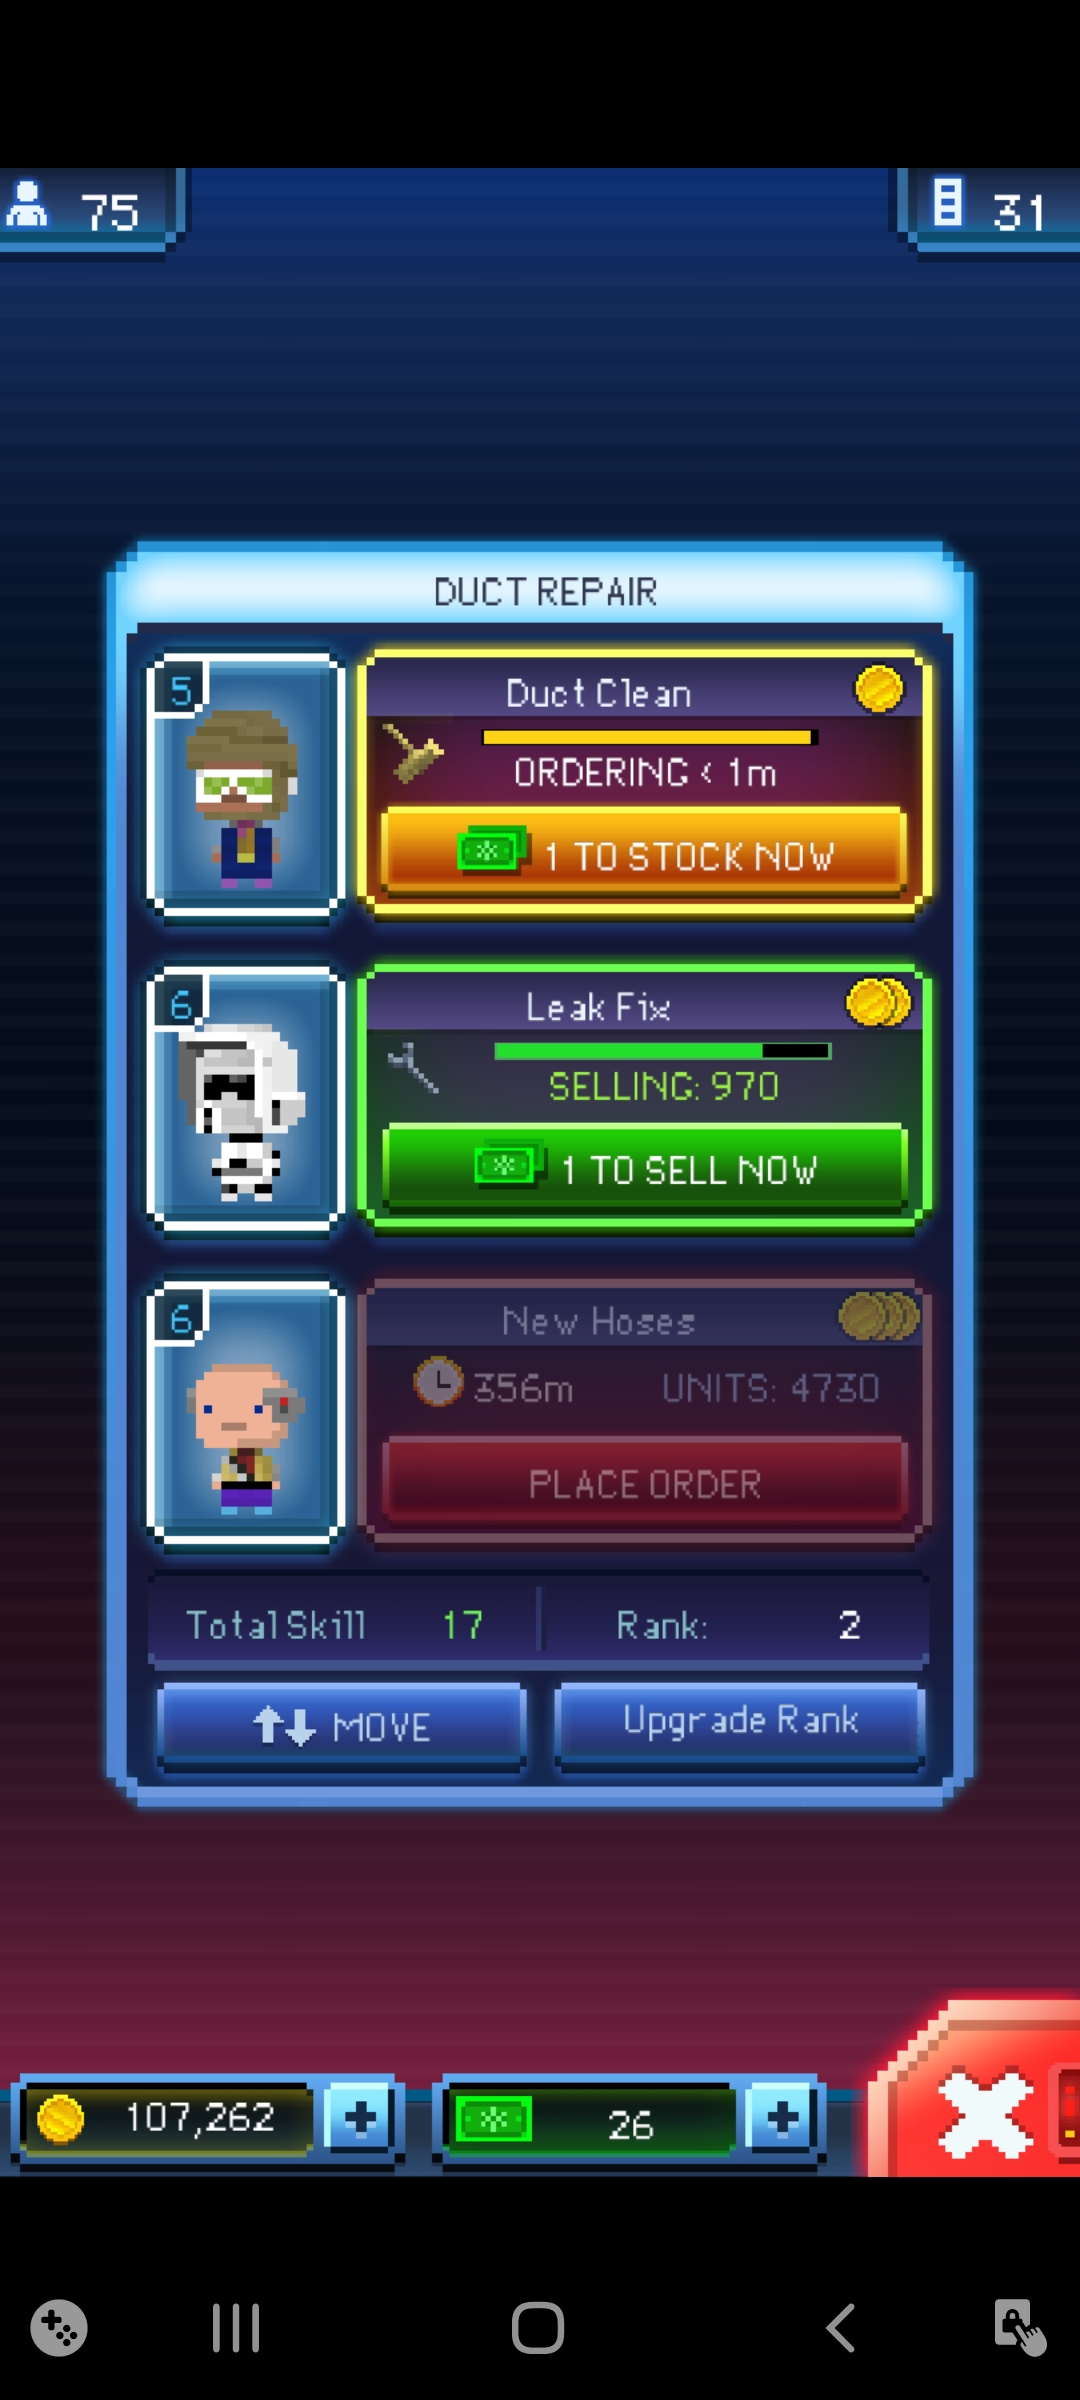 75
31
DUCT REPAIR
5
Duct Clean
ORDERING < 1m
1 TO STOCK NOW
6
Leak Fix
SELLING: 970
1 TO SELL NOW
6
New Hoses
356m UNITS: 4730
PLACE ORDER
Total Skill 17 Rank: 2
MOVE Upgrade Rank
107,262 26